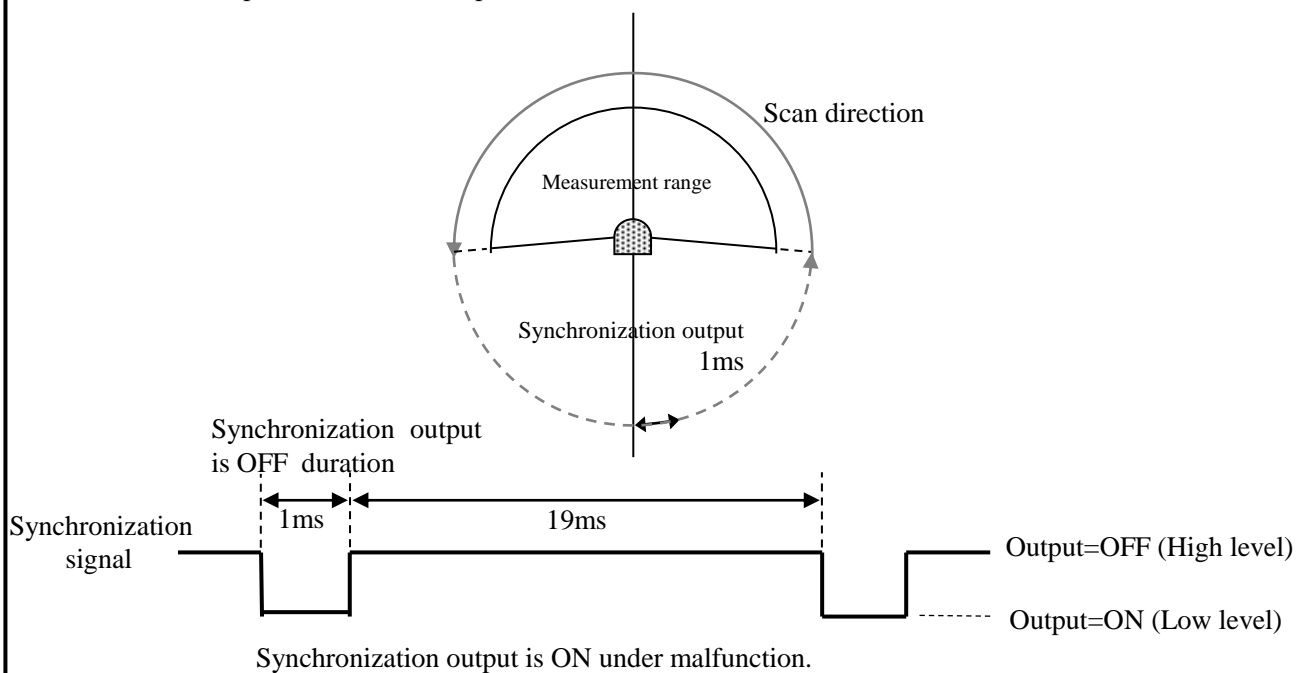 Scan direction
Measurement range
Synchronization output
1ms
Synchronization output
is OFF duration
1ms
19ms
Synchronization
signal
Output=OFF (High level)
Output=ON (Low level)
Synchronization output is ON under malfunction.